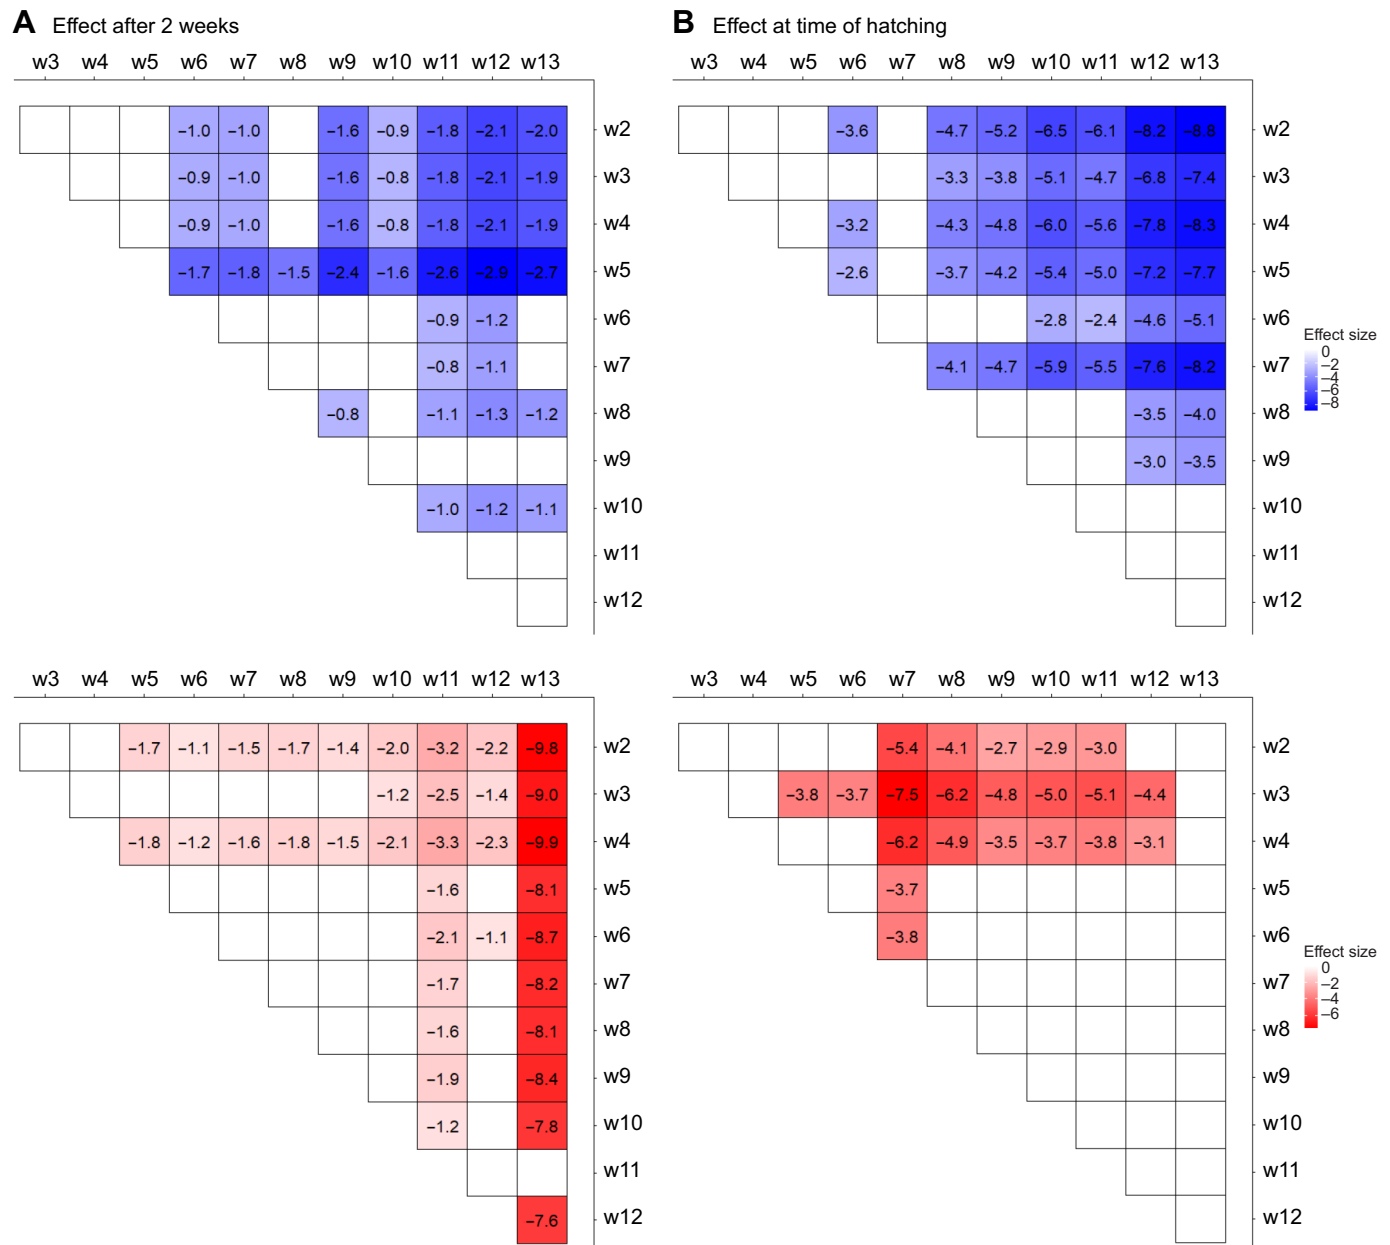 A Effect after 2 weeks
w3 w4 w5 w6 w7 w8 w9 w10 w11 w12 w13
−1.0 −1.0 −1.6 −0.9 −1.8 −2.1 −2.0 w2
−0.9 −1.0 −1.6 −0.8 −1.8 −2.1 −1.9 w3
−0.9 −1.0 −1.6 −0.8 −1.8 −2.1 −1.9 w4
−1.7 −1.8 −1.5 −2.4 −1.6 −2.6 −2.9 −2.7 w5
−0.9 −1.2 w6
−0.8 −1.1 w7
−0.8 −1.1 −1.3 −1.2 w8
w9
−1.0 −1.2 −1.1 w10
w11
w12
B Effect at time of hatching
w3 w4 w5 w6 w7 w8 w9 w10 w11 w12 w13
−3.6 −4.7 −5.2 −6.5 −6.1 −8.2 −8.8 w2
−3.3 −3.8 −5.1 −4.7 −6.8 −7.4 w3
−3.2 −4.3 −4.8 −6.0 −5.6 −7.8 −8.3 w4
−2.6 −3.7 −4.2 −5.4 −5.0 −7.2 −7.7 w5
−2.8 −2.4 −4.6 −5.1 w6
−4.1 −4.7 −5.9 −5.5 −7.6 −8.2 w7
−3.5 −4.0 w8
−3.0 −3.5 w9
w10
w11
w12
Effect size
0
−2
−4
−6
−8
w3 w4 w5 w6 w7 w8 w9 w10 w11 w12 w13
−1.7 −1.1 −1.5 −1.7 −1.4 −2.0 −3.2 −2.2 −9.8 w2
−1.2 −2.5 −1.4 −9.0 w3
−1.8 −1.2 −1.6 −1.8 −1.5 −2.1 −3.3 −2.3 −9.9 w4
−1.6 −8.1 w5
−2.1 −1.1 −8.7 w6
−1.7 −8.2 w7
−1.6 −8.1 w8
−1.9 −8.4 w9
−1.2 −7.8 w10
w11
−7.6 w12
w3 w4 w5 w6 w7 w8 w9 w10 w11 w12 w13
−5.4 −4.1 −2.7 −2.9 −3.0 w2
−3.8 −3.7 −7.5 −6.2 −4.8 −5.0 −5.1 −4.4 w3
−6.2 −4.9 −3.5 −3.7 −3.8 −3.1 w4
−3.7 w5
−3.8 w6
w7
w8
w9
w10
w11
w12
Effect size
0
−2
−4
−6